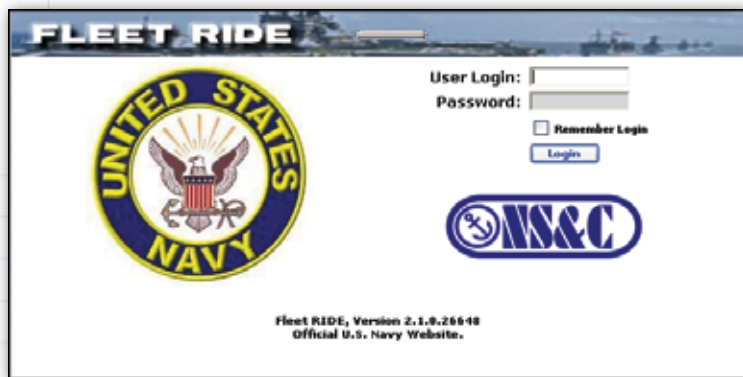 FLEET RIDE
User Login:
Password:
Remember Login
Login
UNITED STATES
NAVY
NS&C
Fleet RIDE, Version 2.1.0.26648
Official U.S. Navy Website.